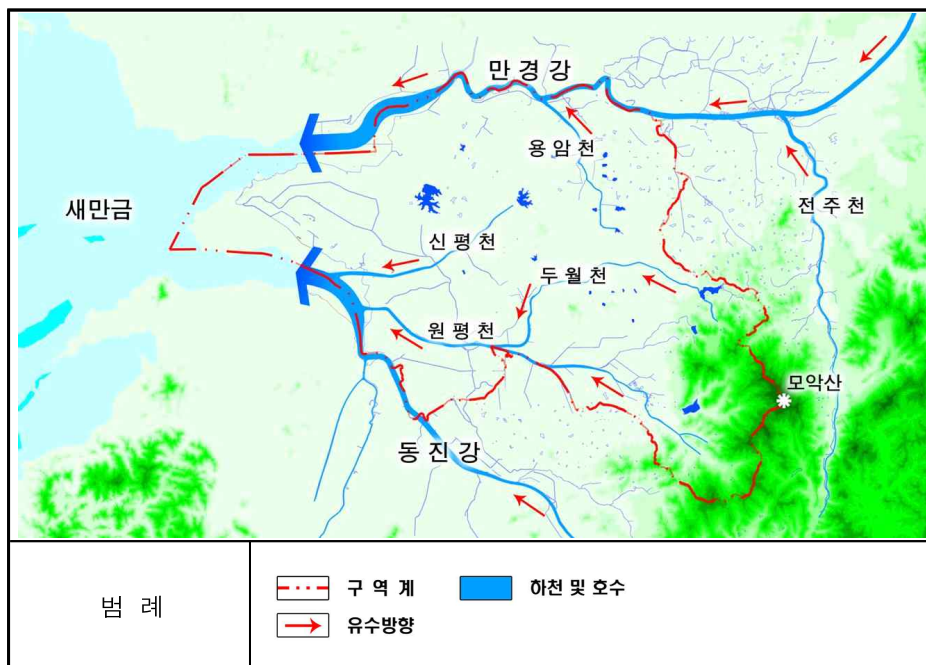 만 경 강
용 암 천
전 주 천
새만금
신 평 천
두 월 천
원 평 천
모악산
동 진 강
범 례
구 역 계
하천 및 호수
유수방향